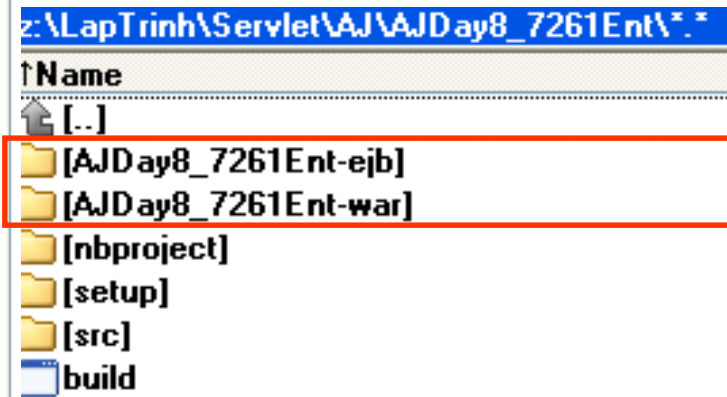 z:\LapTrinh\Servlet\AJ\AJDay8_7261Ent\*.*
↑Name
[..]
[AJDay8_7261Ent-ejb]
[AJDay8_7261Ent-war]
[nbproject]
[setup]
[src]
build